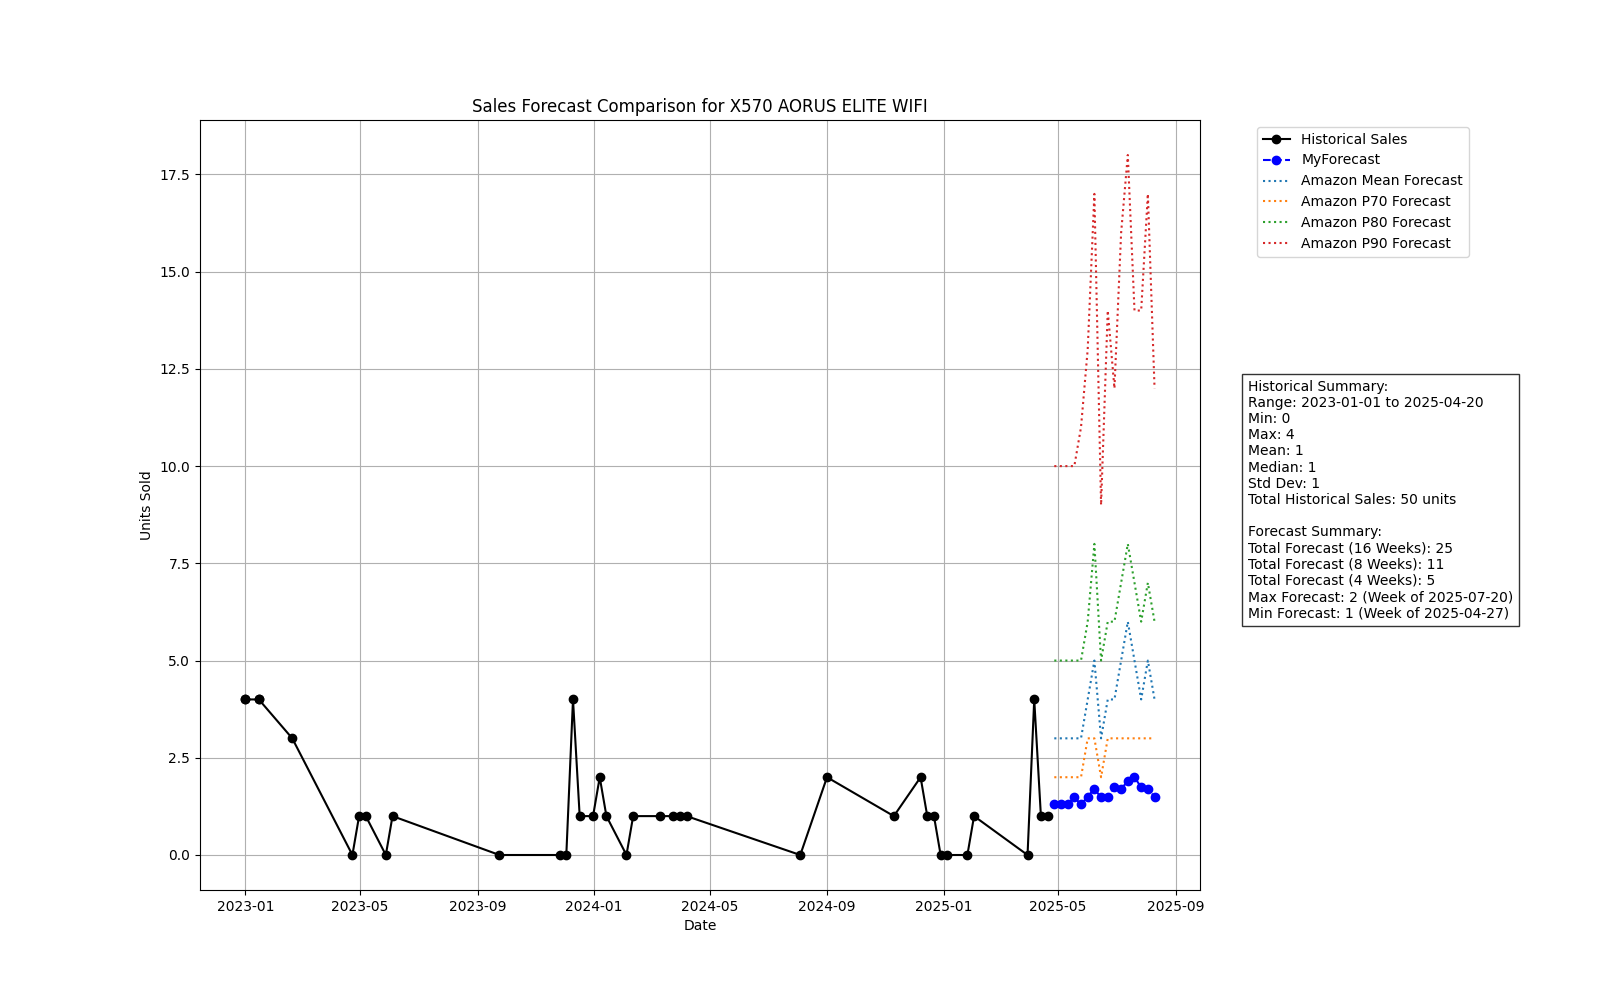 Sales Forecast Comparison for X570 AORUS ELITE WIFI
Historical Sales
MyForecast
Amazon Mean Forecast
Amazon P70 Forecast
Amazon P80 Forecast
Amazon P90 Forecast
17.5
15.0
12.5
10.0
7.5
5.0
2.5
0.0
Units Sold
Historical Summary:
Range: 2023-01-01 to 2025-04-20
Min: 0
Max: 4
Mean: 1
Median: 1
Std Dev: 1
Total Historical Sales: 50 units
Forecast Summary:
Total Forecast (16 Weeks): 25
Total Forecast (8 Weeks): 11
Total Forecast (4 Weeks): 5
Max Forecast: 2 (Week of 2025-07-20)
Min Forecast: 1 (Week of 2025-04-27)
2023-01 2023-05 2023-09 2024-01 2024-05 2024-09 2025-01 2025-05 2025-09
Date